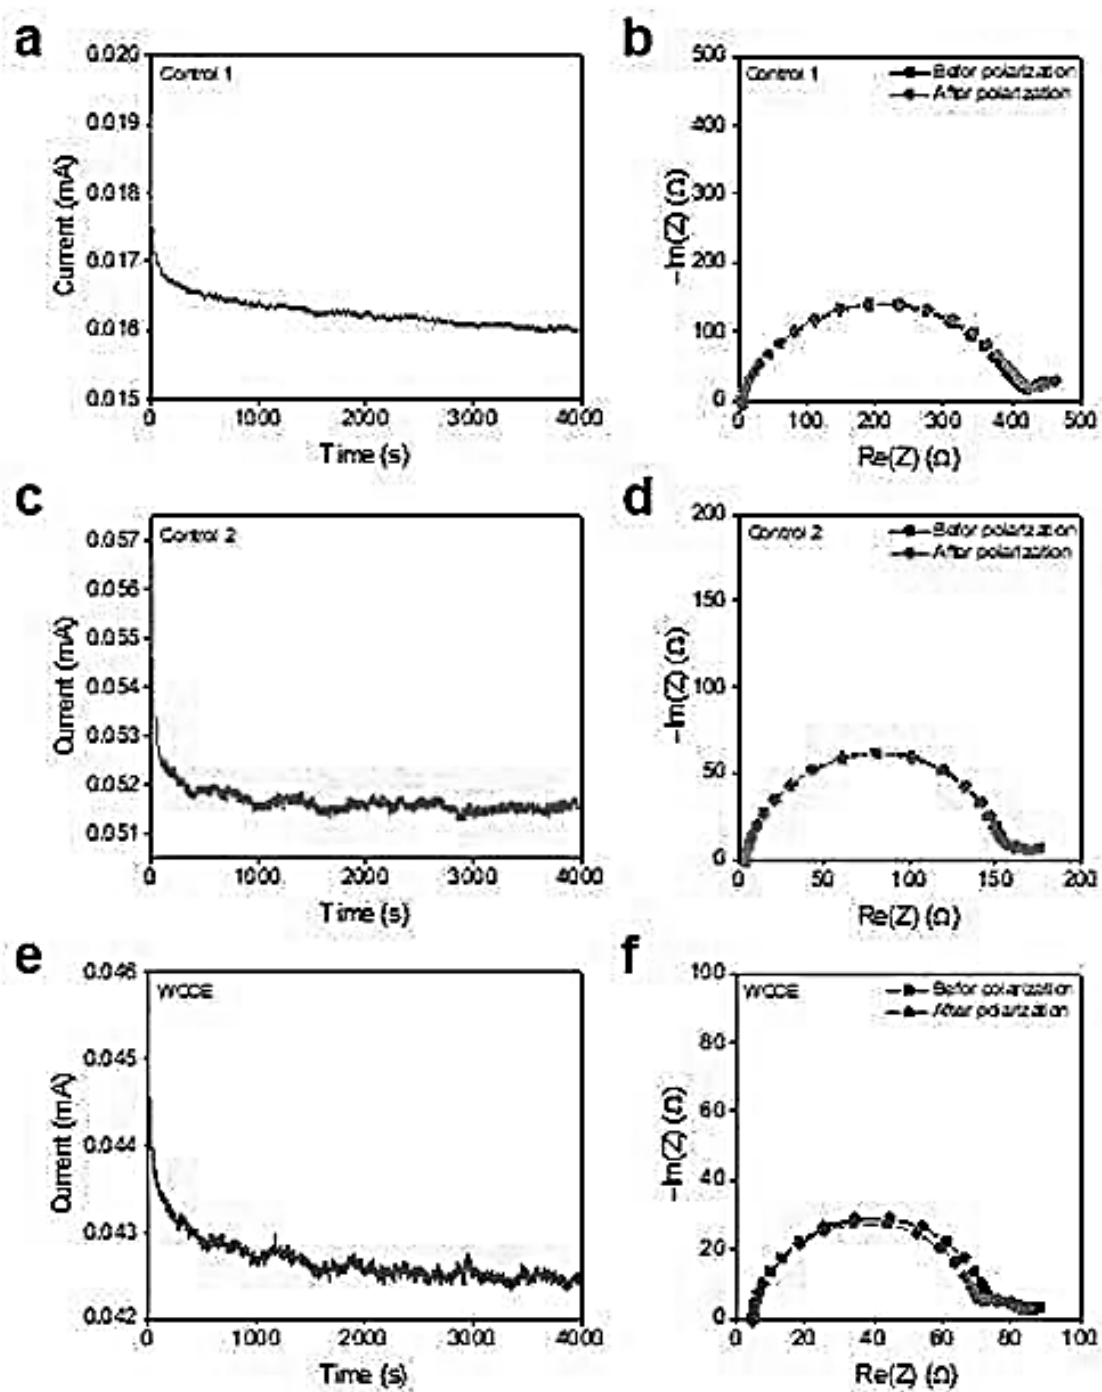 a
0.020
Control 1
0.019
0.018
0.017
0.016
0.015
0
1000
2000
3000
4000
Current (mA)
Time (s)
b
500
Control 1
Befor polarization
After polarization
400
300
200
100
0
0
100
200
300
400
500
−Im(Z) (Ω)
Re(Z) (Ω)
c
Control 2
0.057
0.056
0.055
0.054
0.053
0.052
0.051
0
1000
2000
3000
4000
Current (mA)
Time (s)
d
200
Control 2
Befor polarization
After polarization
150
100
50
0
0
50
100
150
200
−Im(Z) (Ω)
Re(Z) (Ω)
e
0.046
0.045
0.044
0.043
0.042
0
1000
2000
3000
4000
Current (mA)
Time (s)
f
100
Befor polarization
After polarization
80
60
40
20
0
0
20
40
60
80
100
−Im(Z) (Ω)
Re(Z) (Ω)